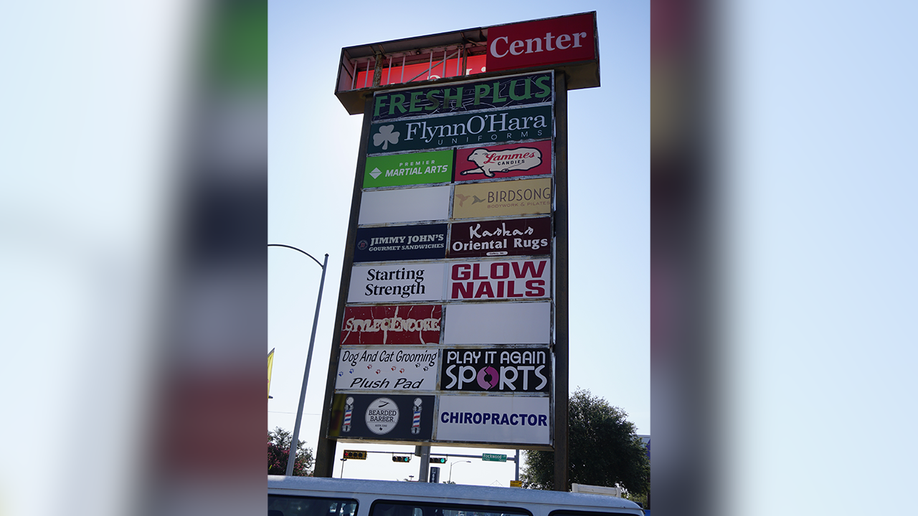 Center
FRESH PLUS
FlynnO'Hara
UNIFORMS
PREMIER
MARTIAL ARTS
Lammes
CANDIES
BIRDSONG
BODYWORK & PILATES
JIMMY JOHN'S
GOURMET SANDWICHES
Kaskas
Oriental Rugs
Starting
Strength
GLOW
NAILS
STYLE ENCORE
Dog And Cat Grooming
Plush Pad
PLAY IT AGAIN
SPORTS
BEARDED
BARBER
CHIROPRACTOR